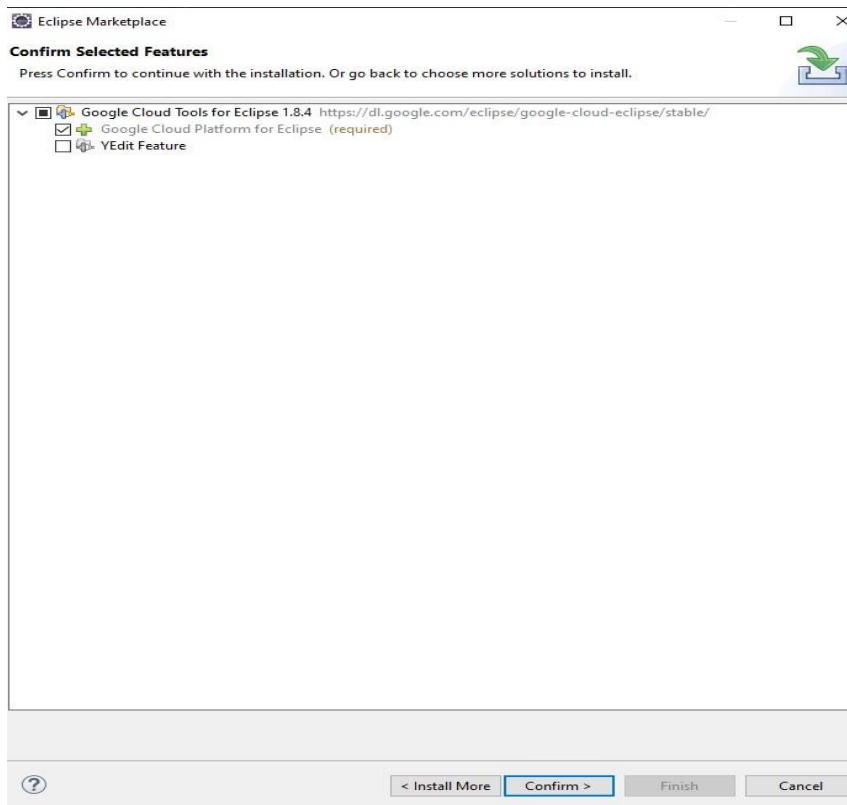 Eclipse Marketplace
Confirm Selected Features
Press Confirm to continue with the installation. Or go back to choose more solutions to install.
Google Cloud Tools for Eclipse 1.8.4 https://dl.google.com/eclipse/google-cloud-eclipse/stable/
Google Cloud Platform for Eclipse (required)
YEdit Feature
? < Install More Confirm > Finish Cancel